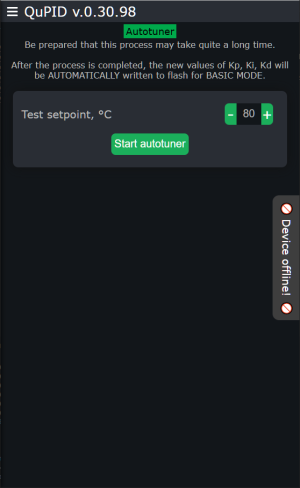 ☰ QuPID v.0.30.98
Autotuner
Be prepared that this process may take quite a long time.
After the process is completed, the new values of Kp, Ki, Kd will
be AUTOMATICALLY written to flash for BASIC MODE.
Test setpoint, °C
- 80 +
Start autotuner
🚫 Device offline! 🚫